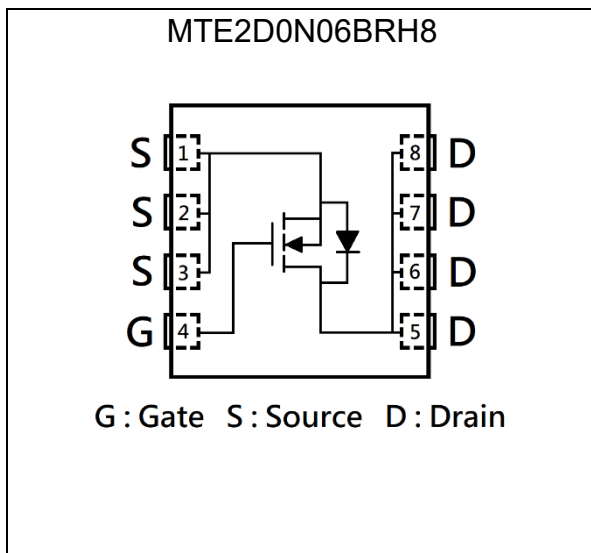 MTE2D0N06BRH8
S 1 8 D
S 2 7 D
S 3 6 D
G 4 5 D
G : Gate S : Source D : Drain